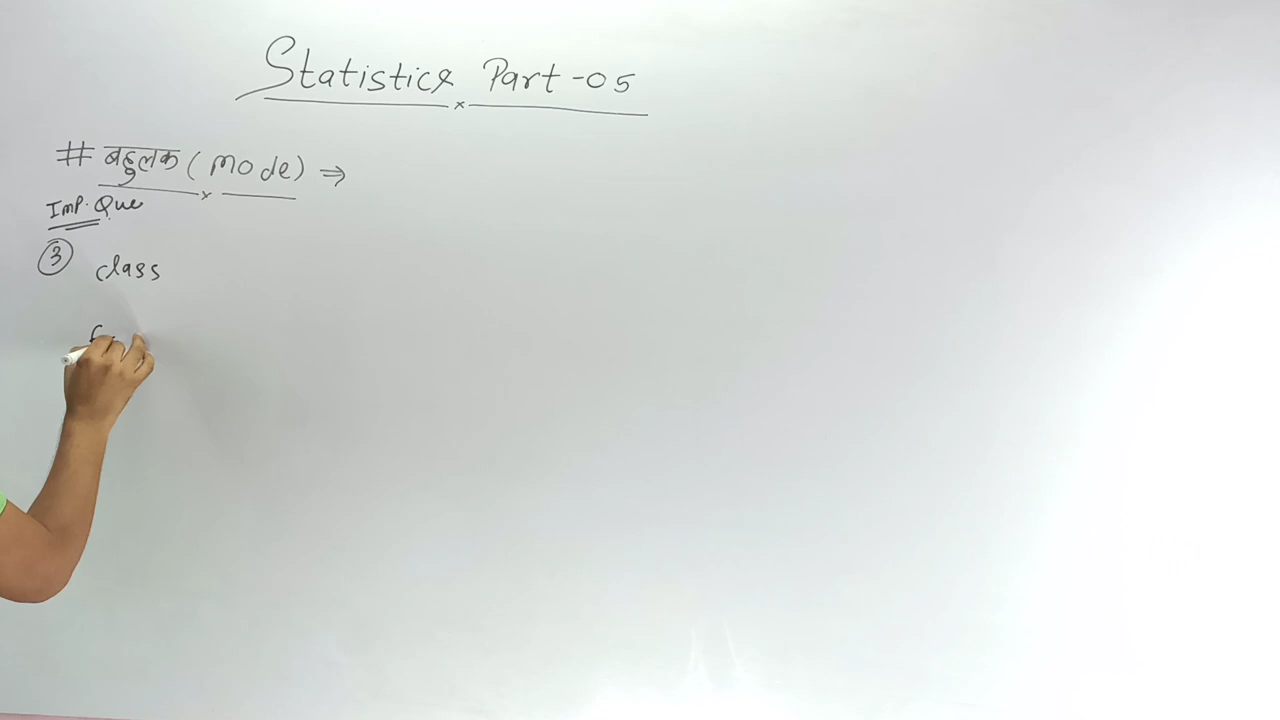 Statistics Part-05
# बहुलक (Mode) ⇒
Imp. Que
③ class
f